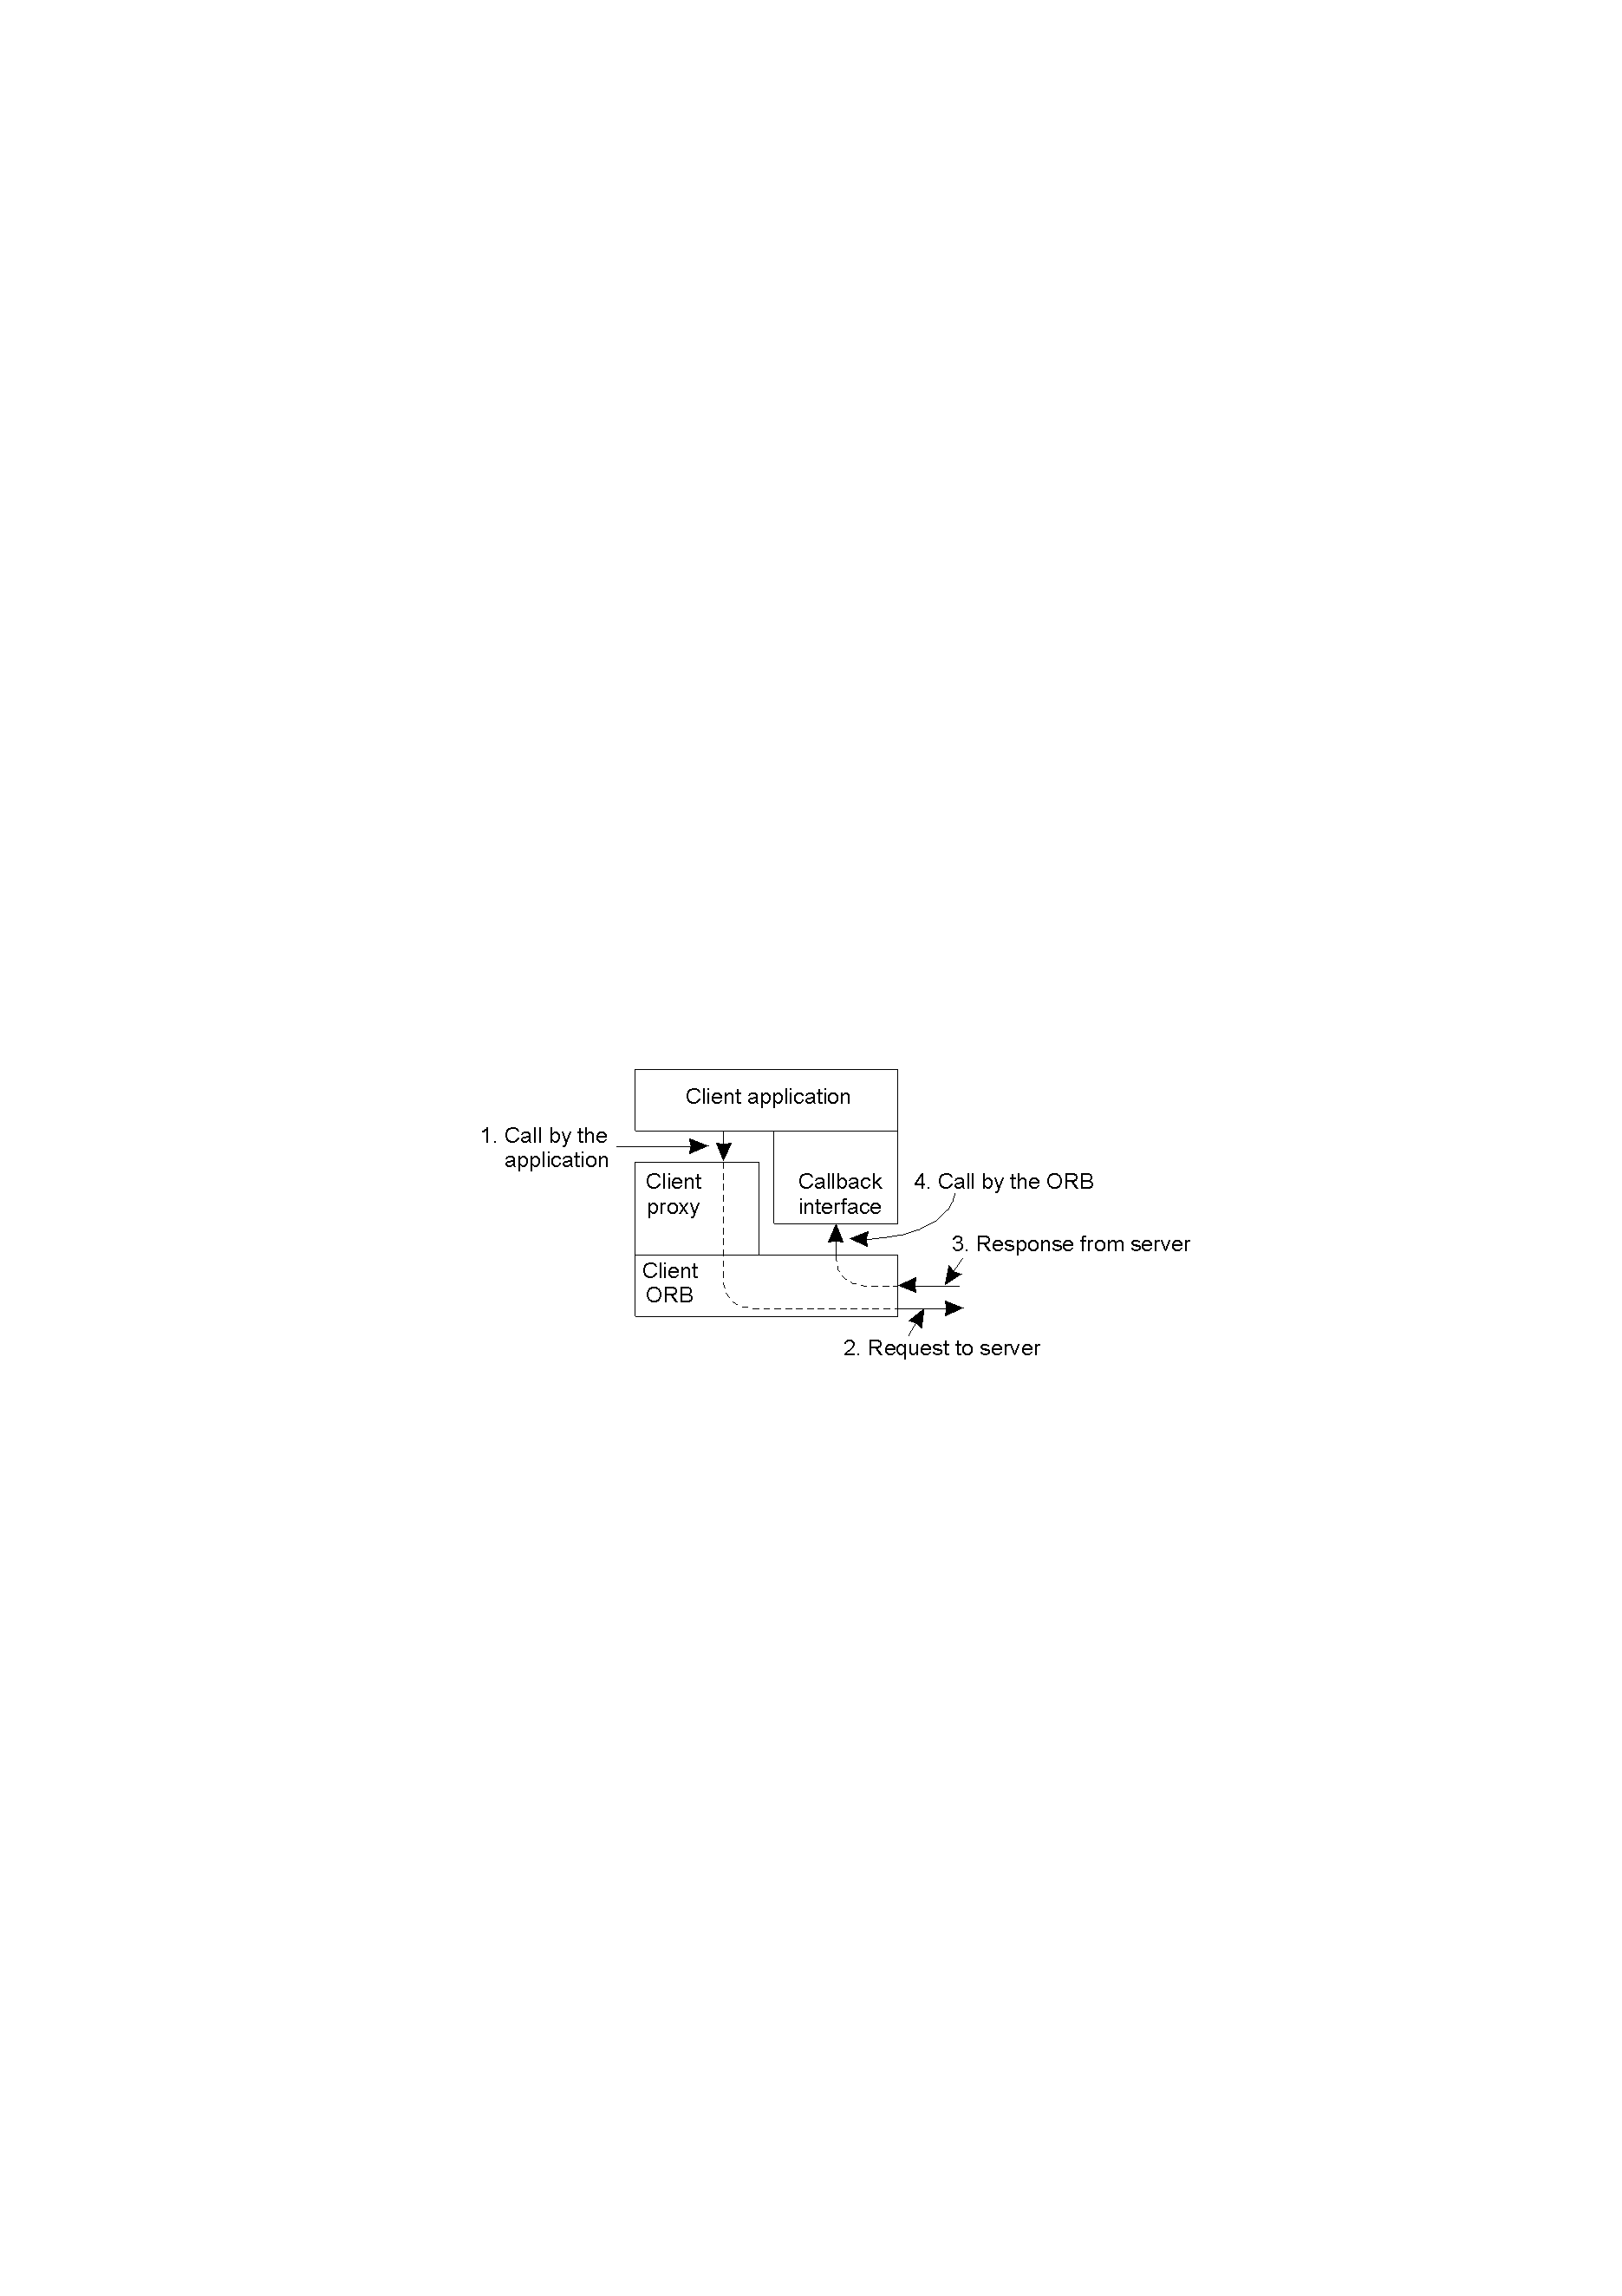 Client application
1. Call by the
application
Client
proxy
Callback
interface
4. Call by the ORB
3. Response from server
Client
ORB
2. Request to server